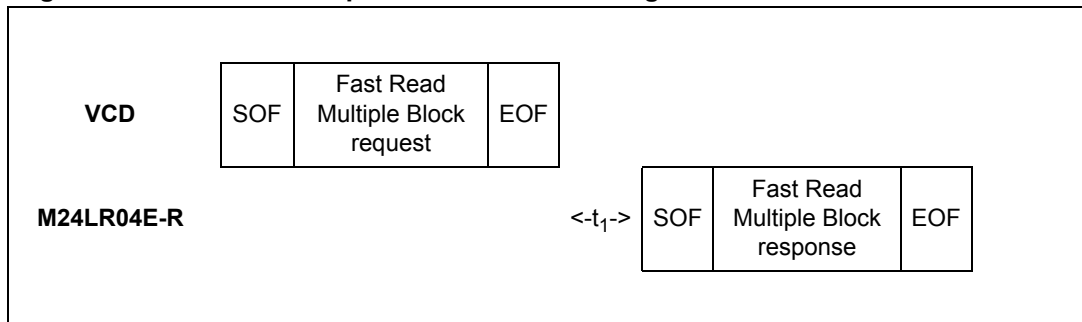 VCD
SOF
Fast Read
Multiple Block
request
EOF
M24LR04E-R
<-t1->
SOF
Fast Read
Multiple Block
response
EOF